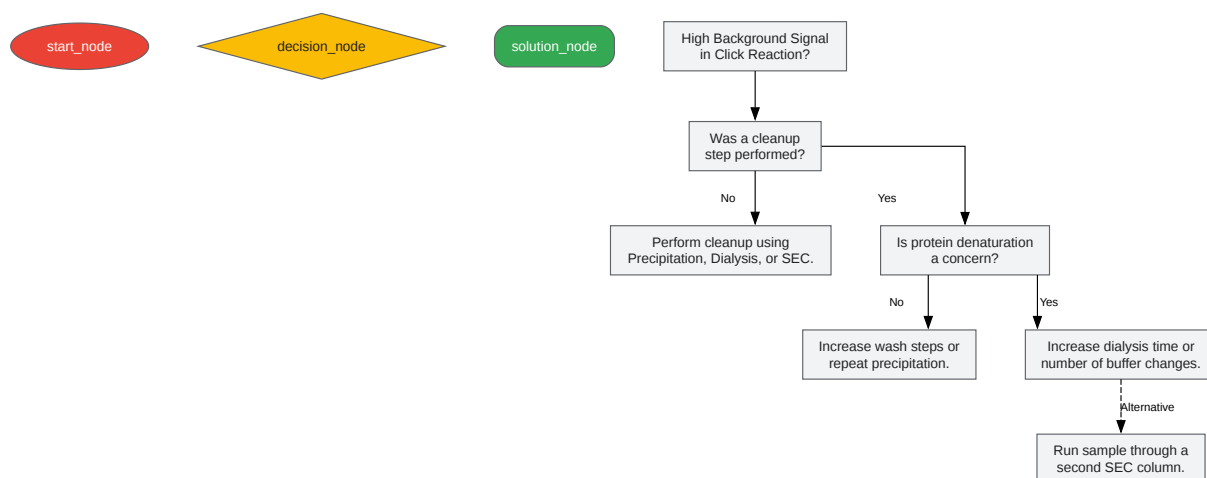 start_node
decision_node
solution_node
High Background Signal
in Click Reaction?
Was a cleanup
step performed?
No
Yes
Perform cleanup using
Precipitation, Dialysis, or SEC.
Is protein denaturation
a concern?
No
Yes
Increase wash steps or
repeat precipitation.
Increase dialysis time or
number of buffer changes.
Alternative
Run sample through a
second SEC column.